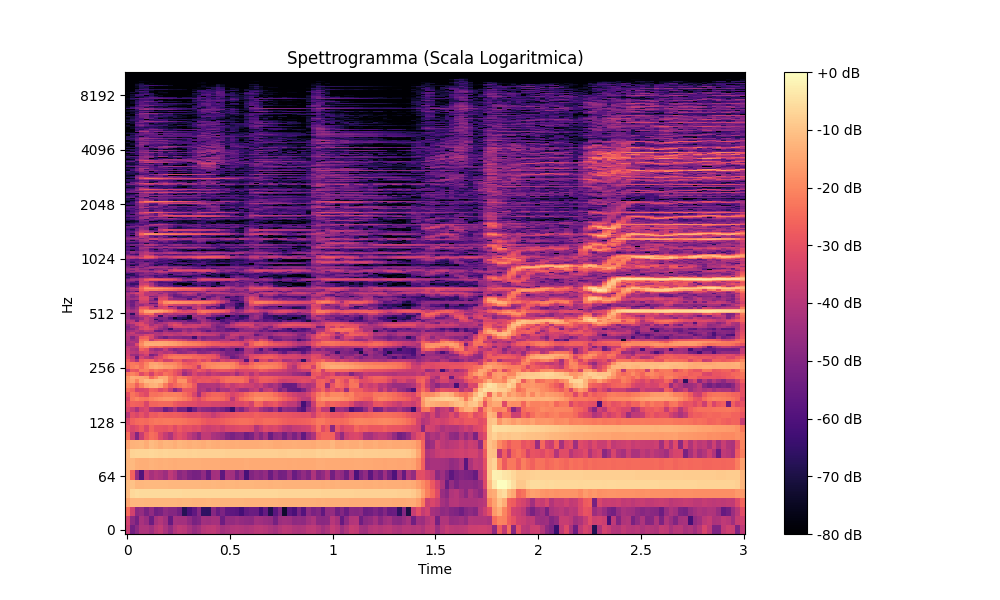 Spettrogramma (Scala Logaritmica)
Hz
8192
4096
2048
1024
512
256
128
64
0
0
0.5
1
1.5
2
2.5
3
Time
+0 dB
-10 dB
-20 dB
-30 dB
-40 dB
-50 dB
-60 dB
-70 dB
-80 dB